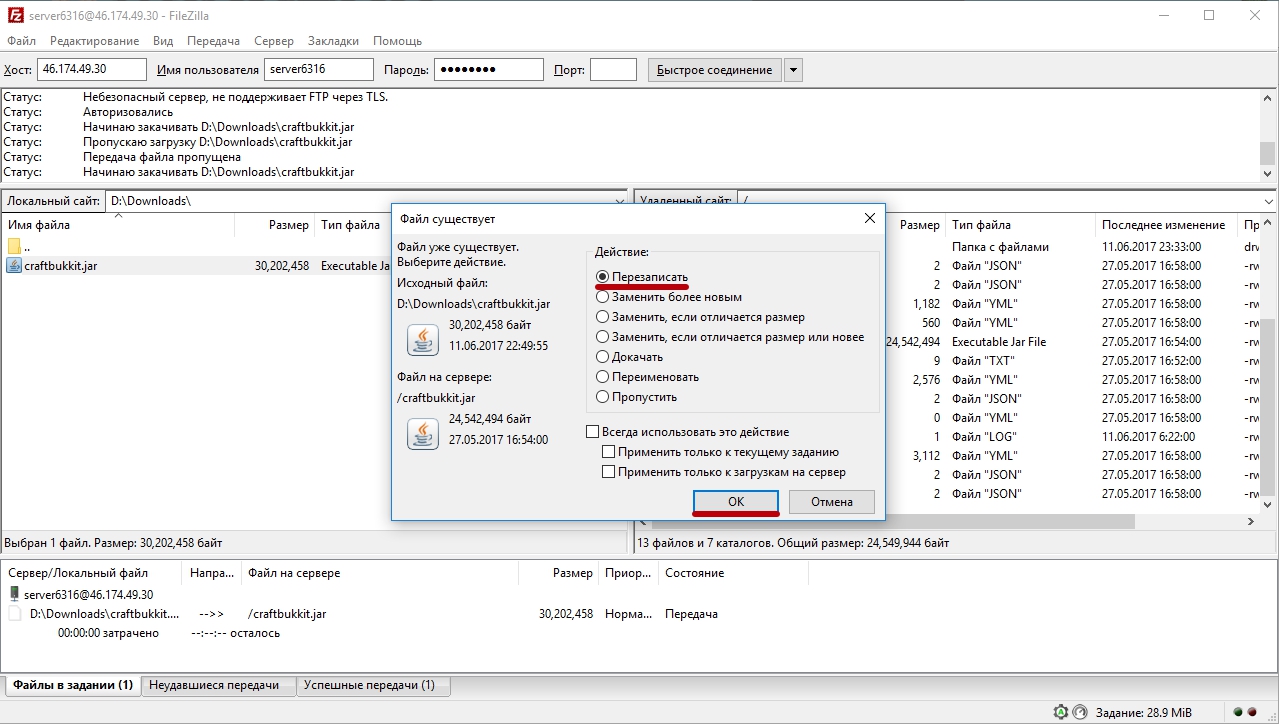 server6316@46.174.49.30 - FileZilla
Файл Редактирование Вид Передача Сервер Закладки Помощь
Хост: 46.174.49.30 Имя пользователя server6316 Пароль: ●●●●●●●● Порт: Быстрое соединение
Статус: Небезопасный сервер, не поддерживает FTP через TLS.
Статус: Авторизовались
Статус: Начинаю закачивать D:\Downloads\craftbukkit.jar
Статус: Пропускаю загрузку D:\Downloads\craftbukkit.jar
Статус: Передача файла пропущена
Статус: Начинаю закачивать D:\Downloads\craftbukkit.jar
Локальный сайт: D:\Downloads\
Имя файла Размер Тип файла
..
craftbukkit.jar 30,202,458 Executable Ja
Выбран 1 файл. Размер: 30,202,458 байт
Удаленный сайт: /
Размер Тип файла Последнее изменение Пр
Папка с файлами 11.06.2017 23:33:00 drv
2 Файл "JSON" 27.05.2017 16:58:00 -rw
2 Файл "JSON" 27.05.2017 16:58:00 -rw
1,182 Файл "YML" 27.05.2017 16:58:00 -rw
560 Файл "YML" 27.05.2017 16:58:00 -rw
24,542,494 Executable Jar File 27.05.2017 16:54:00 -rw
9 Файл "TXT" 27.05.2017 16:52:00 -rw
2,576 Файл "YML" 27.05.2017 16:58:00 -rw
2 Файл "JSON" 27.05.2017 16:58:00 -rw
0 Файл "YML" 27.05.2017 16:58:00 -rw
1 Файл "LOG" 11.06.2017 6:22:00 -rw
3,112 Файл "YML" 27.05.2017 16:58:00 -rw
2 Файл "JSON" 27.05.2017 16:58:00 -rw
2 Файл "JSON" 27.05.2017 16:58:00 -rw
13 файлов и 7 каталогов. Общий размер: 24,549,944 байт
Файл существует
Файл уже существует.
Выберите действие.
Исходный файл:
D:\Downloads\craftbukkit.jar
30,202,458 байт
11.06.2017 22:49:55
Файл на сервере:
/craftbukkit.jar
24,542,494 байт
27.05.2017 16:54:00
Действие:
Перезаписать
Заменить более новым
Заменить, если отличается размер
Заменить, если отличается размер или новее
Докачать
Переименовать
Пропустить
Всегда использовать это действие
Применить только к текущему заданию
Применить только к загрузкам на сервер
ОК Отмена
Сервер/Локальный файл Напра... Файл на сервере Размер Приор... Состояние
server6316@46.174.49.30
D:\Downloads\craftbukkit.... -->> /craftbukkit.jar 30,202,458 Норма... Передача
00:00:00 затрачено --:--:-- осталось
Файлы в задании (1) Неудавшиеся передачи Успешные передачи (1)
Задание: 28.9 MiB